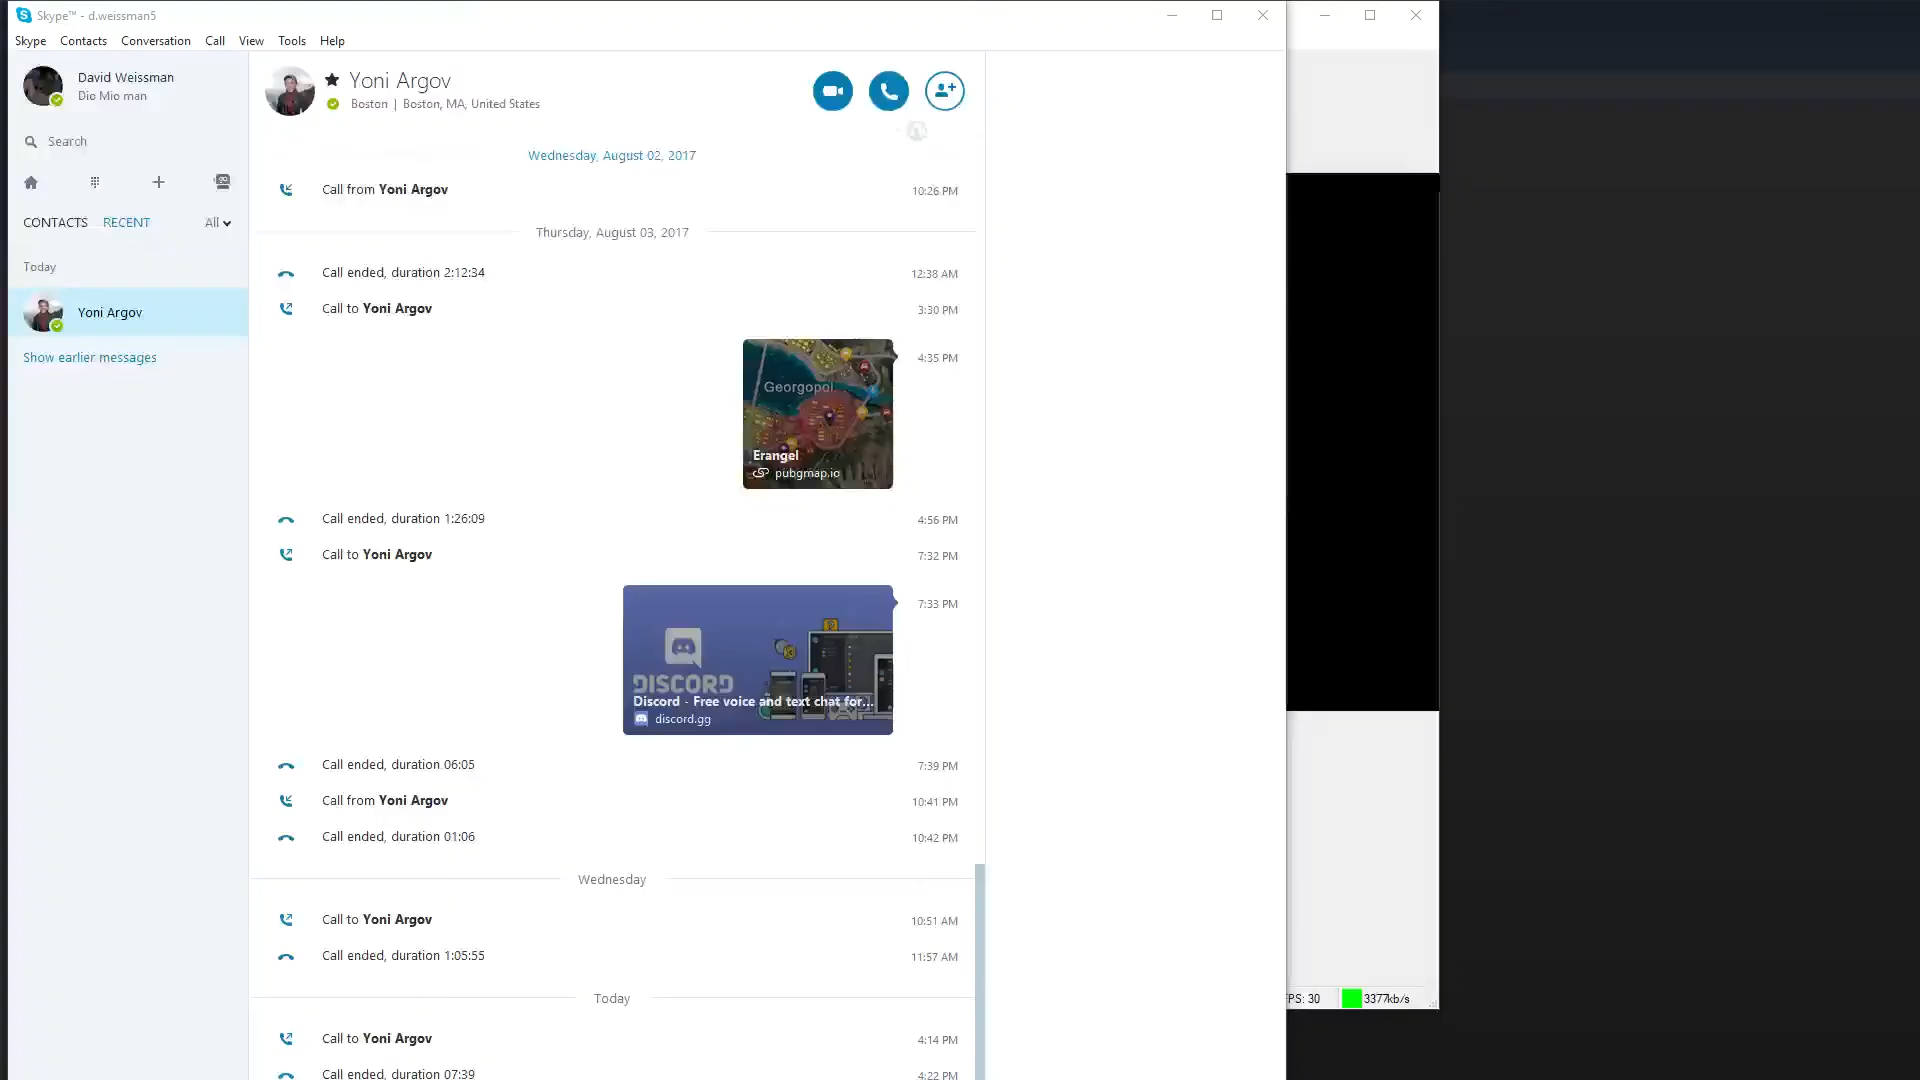 Skype™ - d.weissman5
Skype Contacts Conversation Call View Tools Help
David Weissman
Dio Mio man
Search
CONTACTS RECENT All
Today
Yoni Argov
Show earlier messages
Yoni Argov
Boston | Boston, MA, United States
Wednesday, August 02, 2017
Call from Yoni Argov 10:26 PM
Thursday, August 03, 2017
Call ended, duration 2:12:34 12:38 AM
Call to Yoni Argov 3:30 PM
4:35 PM
Georgopol
Erangel
pubgmap.io
Call ended, duration 1:26:09 4:56 PM
Call to Yoni Argov 7:32 PM
7:33 PM
DISCORD
Discord - Free voice and text chat for...
discord.gg
Call ended, duration 06:05 7:39 PM
Call from Yoni Argov 10:41 PM
Call ended, duration 01:06 10:42 PM
Wednesday
Call to Yoni Argov 10:51 AM
Call ended, duration 1:05:55 11:57 AM
Today
Call to Yoni Argov 4:14 PM
Call ended, duration 07:39 4:22 PM
PS: 30 3377kb/s